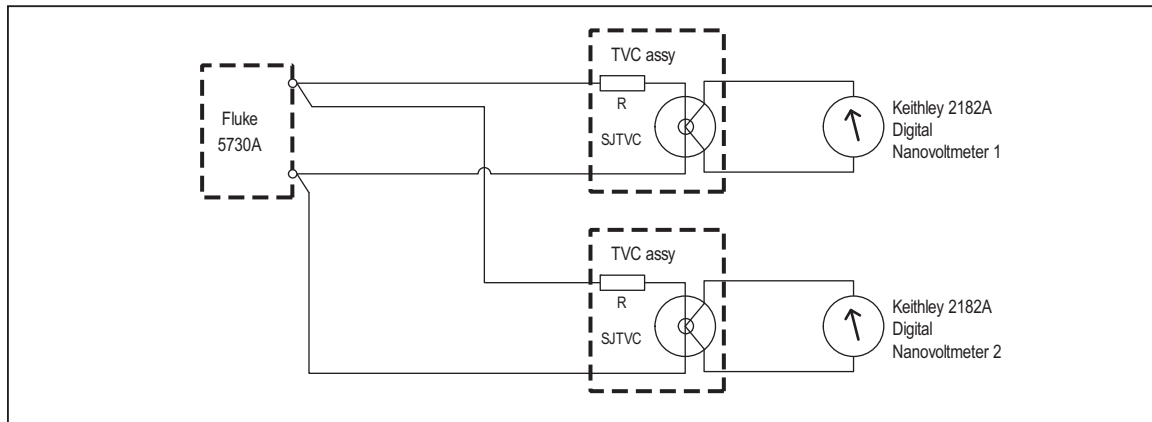 TVC assy
Fluke
5730A
R
SJTVC
Keithley 2182A
Digital
Nanovoltmeter 1
TVC assy
R
SJTVC
Keithley 2182A
Digital
Nanovoltmeter 2